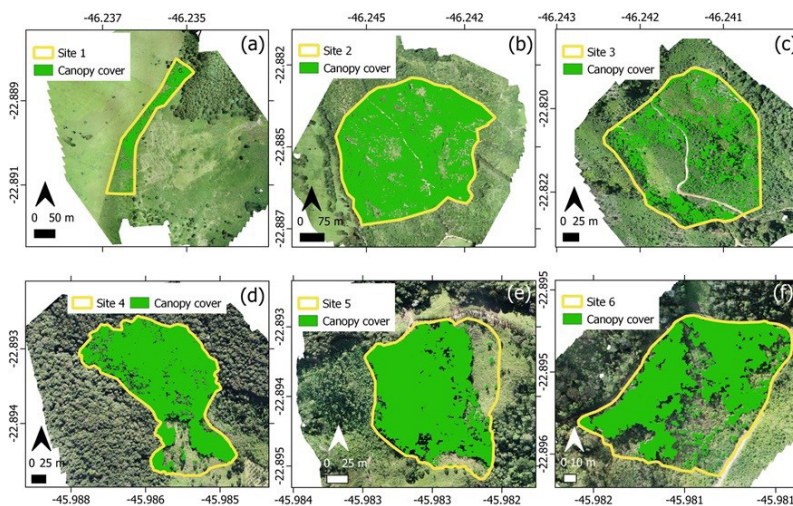 -46.237 -46.235
(a)
Site 1
Canopy cover
-22.889
-22.891
0 50 m
-46.245 -46.242
(b)
Site 2
Canopy cover
-22.882
-22.885
-22.887
0 75 m
-46.243 -46.242 -46.241
(c)
Site 3
Canopy cover
-22.820
-22.822
0 25 m
(d)
Site 4 Canopy cover
-22.893
-22.894
0 25 m
-45.988 -45.986 -45.985
(e)
Site 5
Canopy cover
-22.893
-22.894
-22.895
0 25 m
-45.984 -45.983 -45.983 -45.982
(f)
Site 6
Canopy cover
-22.895
-22.895
-22.896
0 10 m
-45.982 -45.981 -45.981